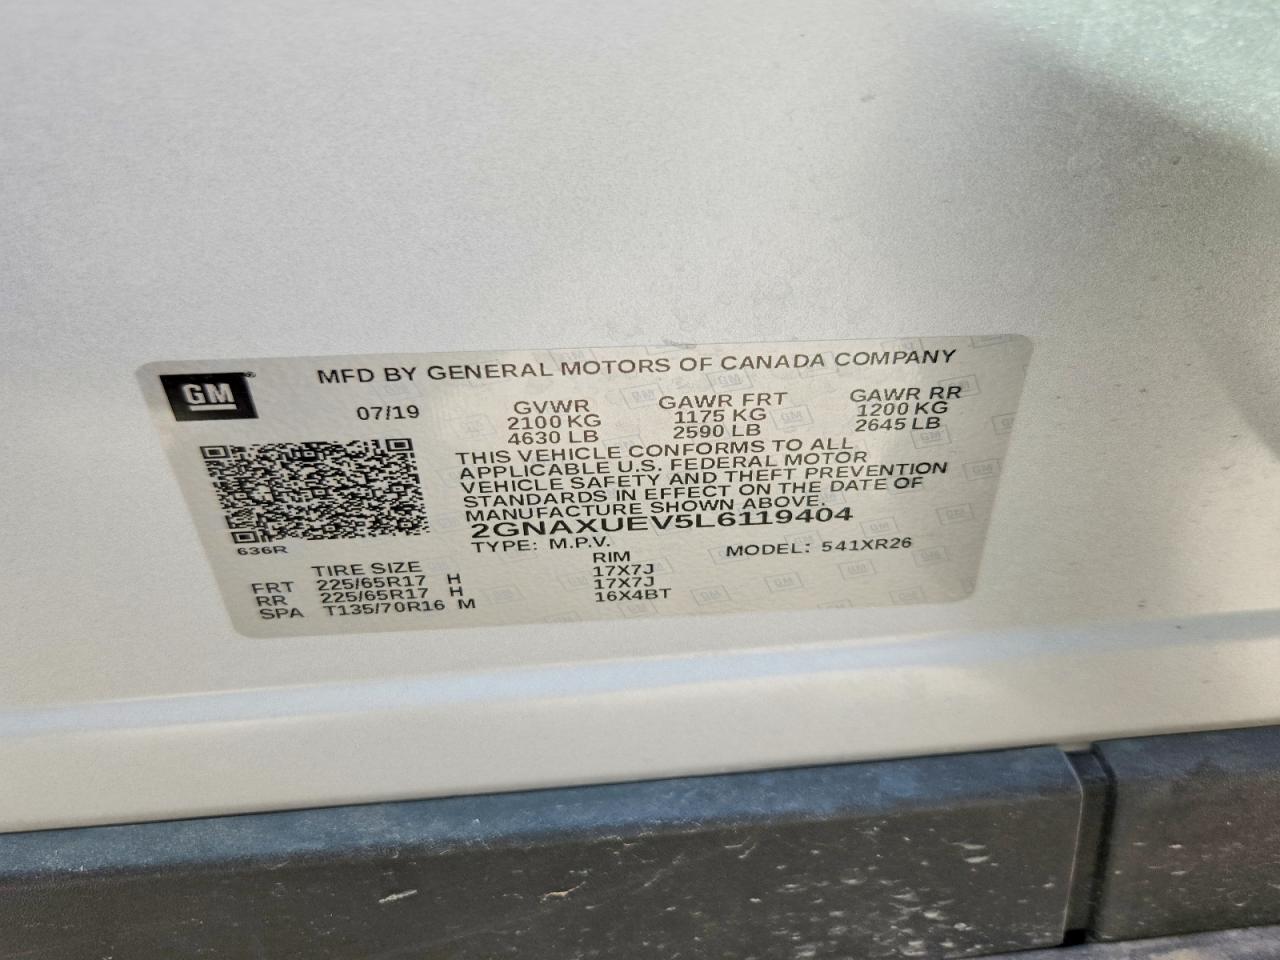 GM
MFD BY GENERAL MOTORS OF CANADA COMPANY
07/19
GVWR GAWR FRT GAWR RR
2100 KG 1175 KG 1200 KG
4630 LB 2590 LB 2645 LB
THIS VEHICLE CONFORMS TO ALL
APPLICABLE U.S. FEDERAL MOTOR
VEHICLE SAFETY AND THEFT PREVENTION
STANDARDS IN EFFECT ON THE DATE OF
MANUFACTURE SHOWN ABOVE.
2GNAXUEV5L6119404
636R
TYPE: M.P.V. MODEL: 541XR26
TIRE SIZE RIM
FRT 225/65R17 H 17X7J
RR 225/65R17 H 17X7J
SPA T135/70R16 M 16X4BT